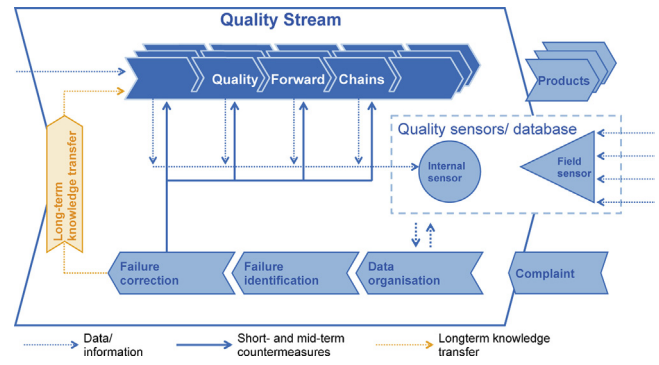 Quality Stream
Quality Forward Chains
Products
Quality sensors/ database
Internal
sensor
Field
sensor
Long-term
knowledge transfer
Failure
correction
Failure
identification
Data
organisation
Complaint
Data/
information
Short- and mid-term
countermeasures
Longterm knowledge
transfer